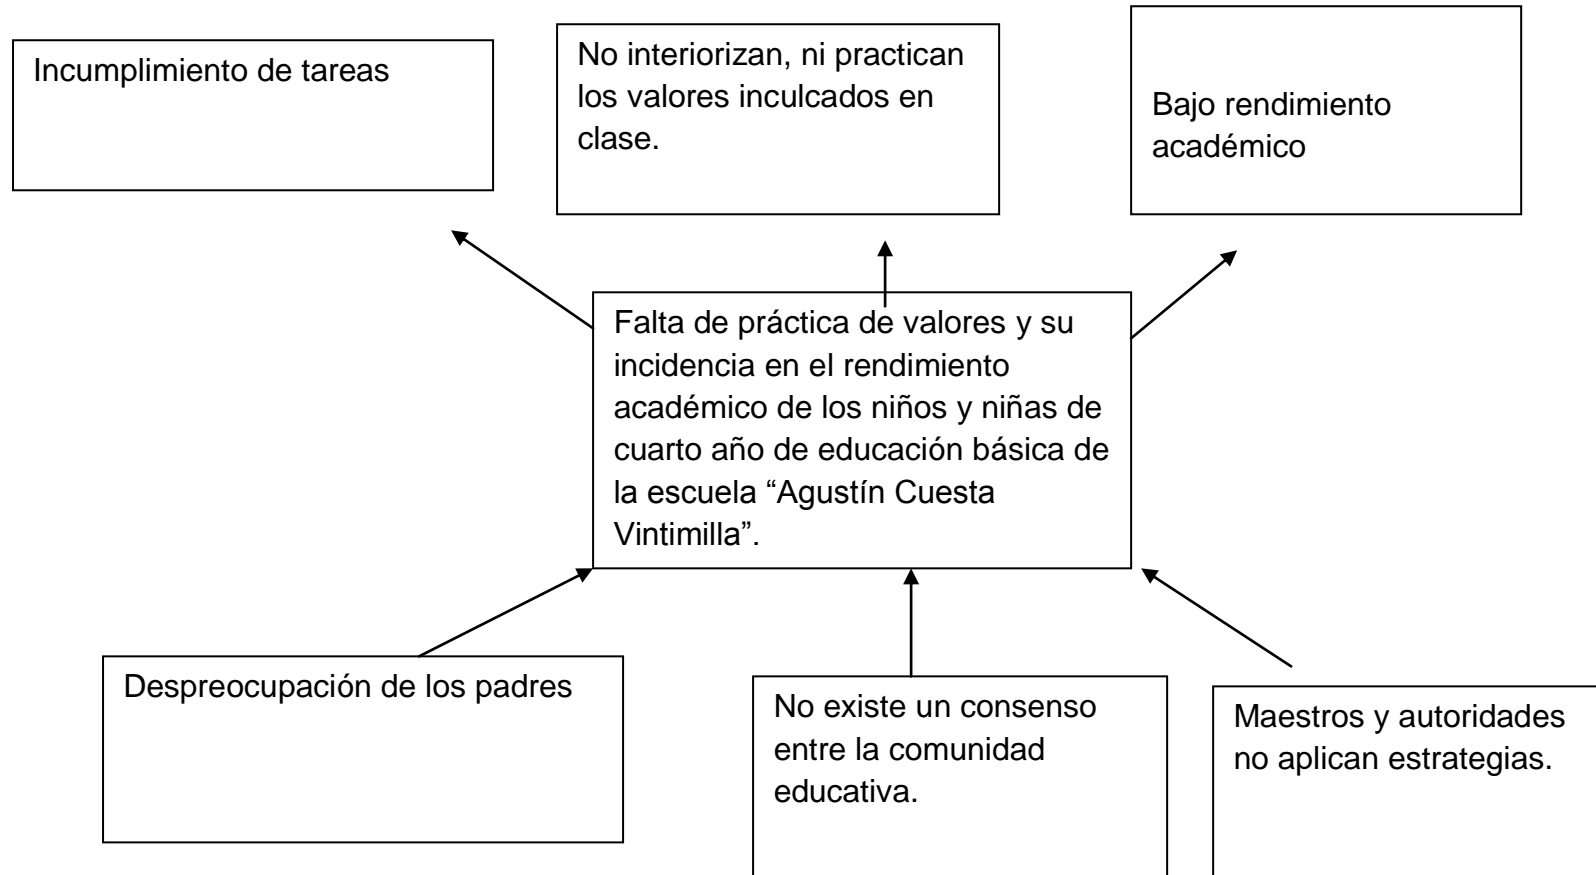 Incumplimiento de tareas
No interiorizan, ni practican
los valores inculcados en
clase.
Bajo rendimiento
académico
Falta de práctica de valores y su
incidencia en el rendimiento
académico de los niños y niñas de
cuarto año de educación básica de
la escuela “Agustín Cuesta
Vintimilla”.
Despreocupación de los padres
No existe un consenso
entre la comunidad
educativa.
Maestros y autoridades
no aplican estrategias.